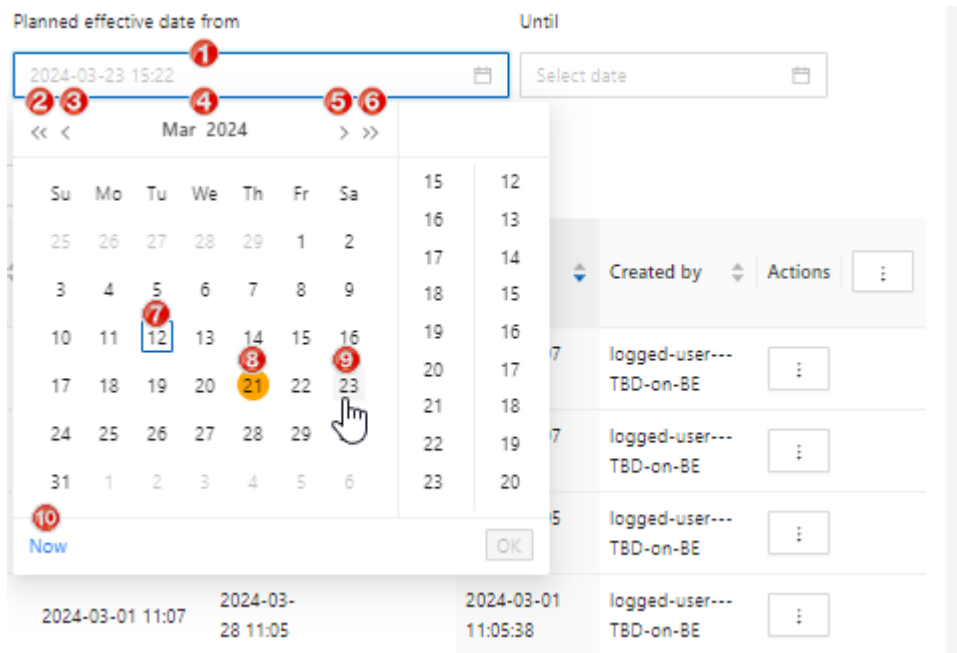 Planned effective date from Until
1
2024-03-23 15:22 Select date
2 3 4 5 6
« < Mar 2024 > »
Su Mo Tu We Th Fr Sa 15 12
16 13
25 26 27 28 29 1 2
17 14
Created by Actions
3 4 5 6 7 8 9 18 15
7
10 11 12 13 14 15 16 19 16
8 9
7 logged-user---
17 18 19 20 21 22 23 20 17
TBD-on-BE
21 18
24 25 26 27 28 29
7 logged-user---
22 19
TBD-on-BE
31 1 2 3 4 5 6 23 20
10
5 logged-user---
Now OK
TBD-on-BE
2024-03-01 11:07 2024-03- 2024-03-01 logged-user---
28 11:05 11:05:38 TBD-on-BE